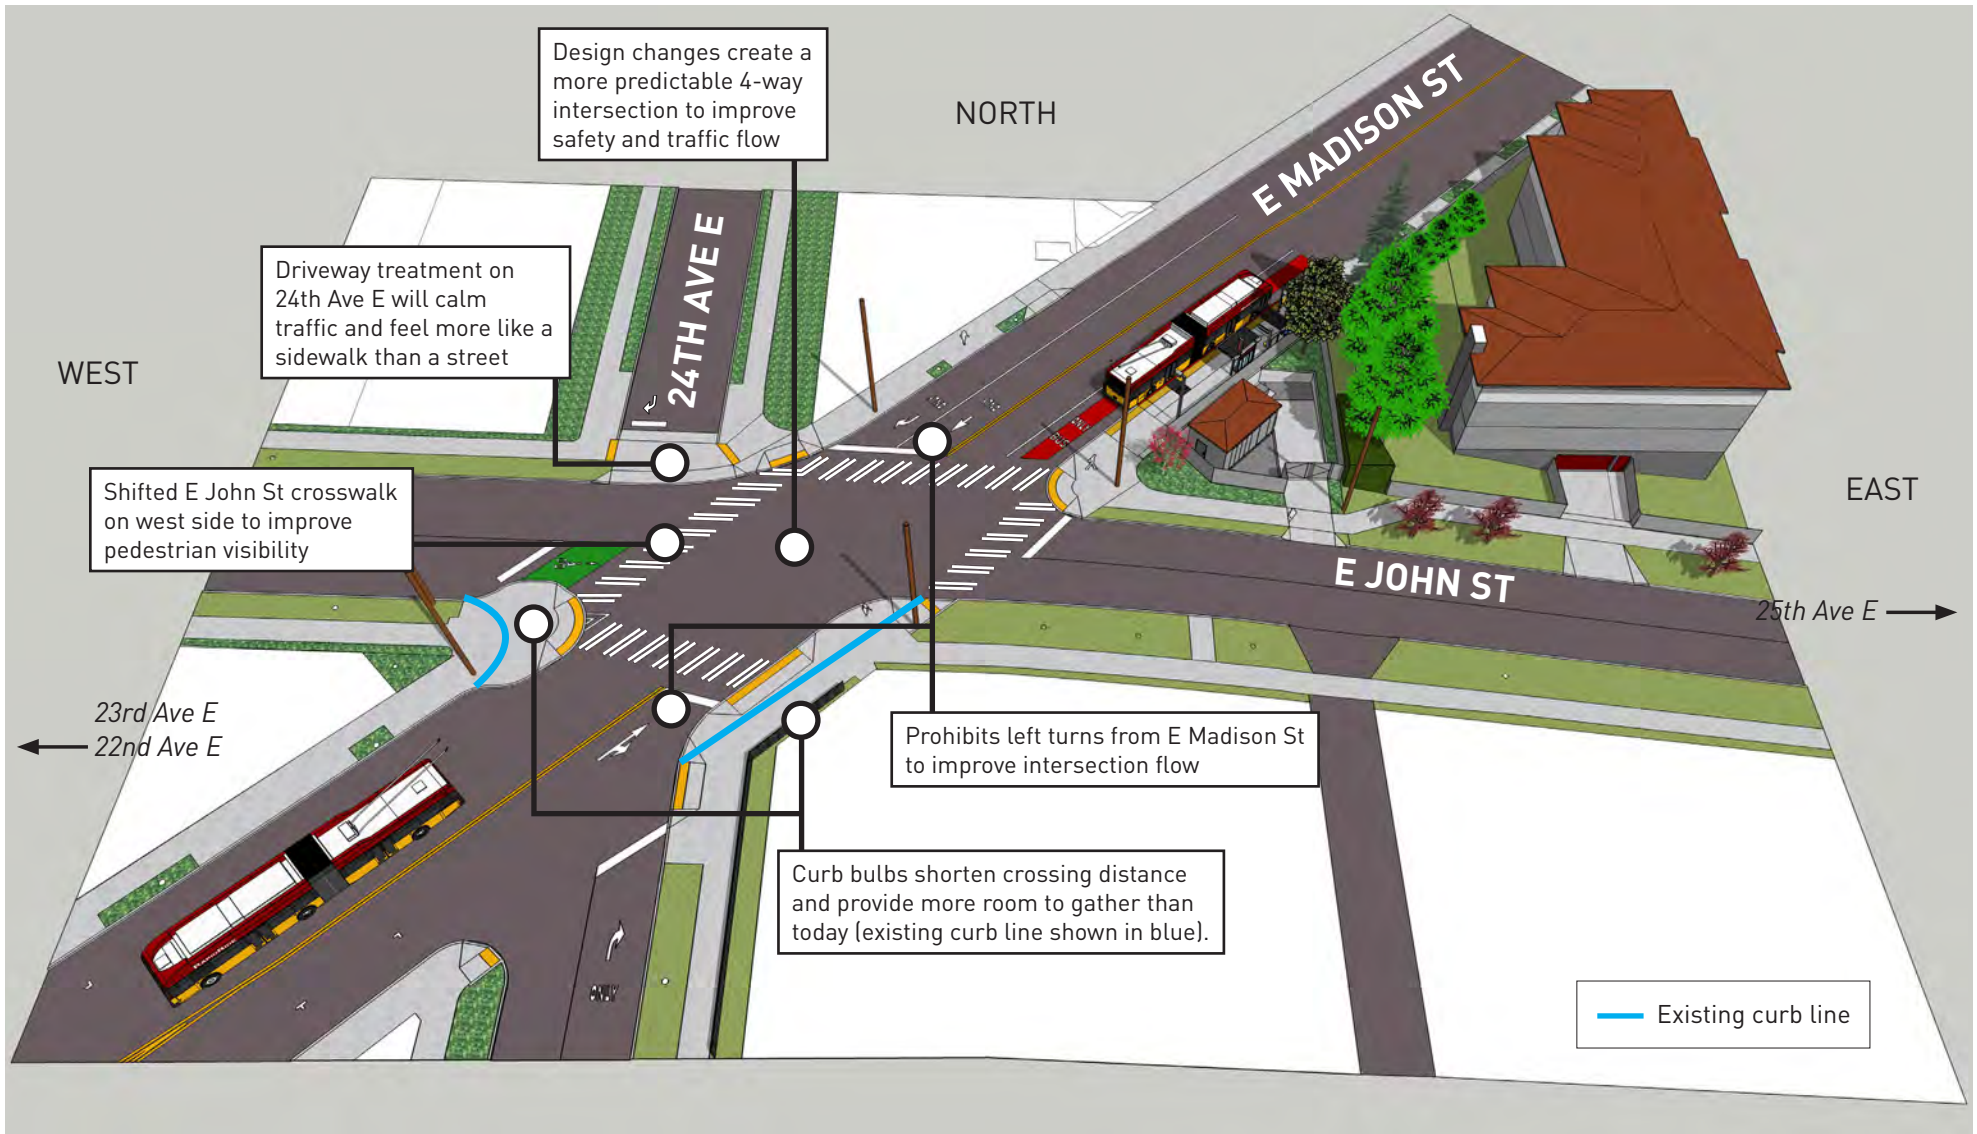 Design changes create a
more predictable 4-way
intersection to improve
safety and traffic flow
NORTH
E MADISON ST
24TH AVE E
Driveway treatment on
24th Ave E will calm
traffic and feel more like a
sidewalk than a street
WEST
BUS
ONLY
Shifted E John St crosswalk
on west side to improve
pedestrian visibility
EAST
E JOHN ST
25th Ave E
23rd Ave E
22nd Ave E
Prohibits left turns from E Madison St
to improve intersection flow
Curb bulbs shorten crossing distance
and provide more room to gather than
today (existing curb line shown in blue).
RAPIDRIDE
ONLY
Existing curb line